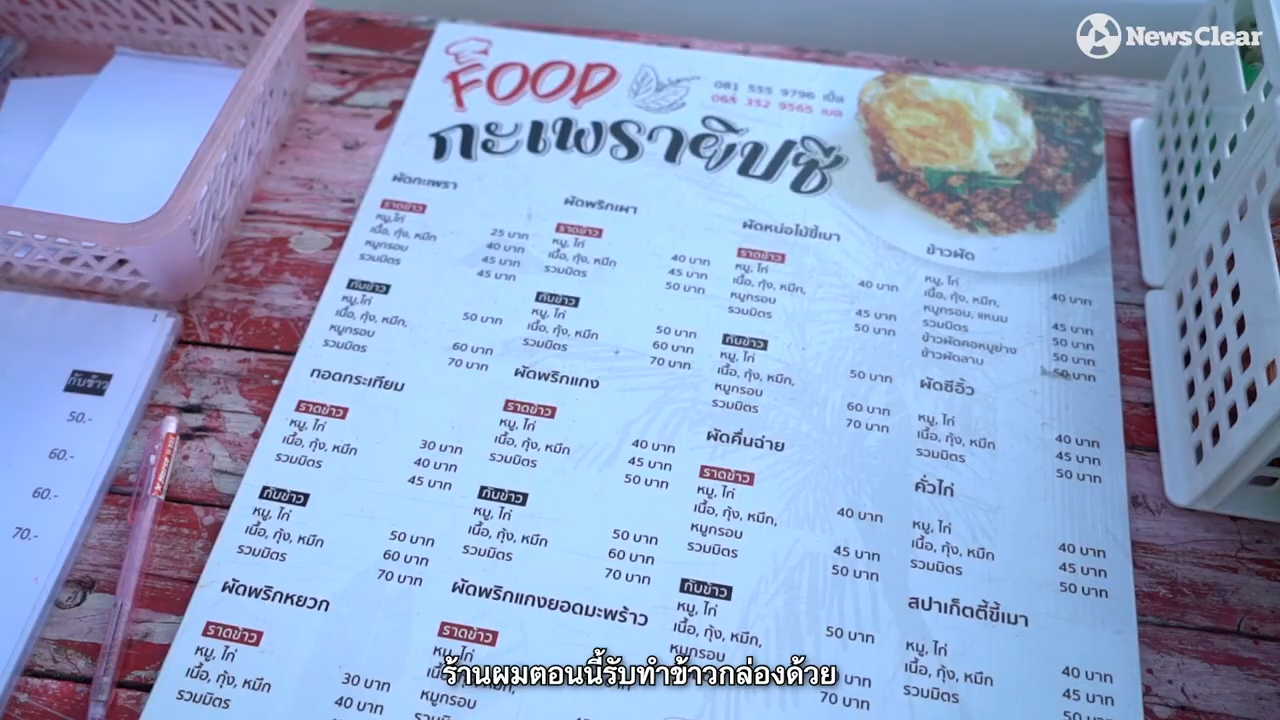 NewsClear
FOOD
081 555 9796 เปิ้ล
065 352 9565 เบล
กะเพรายิปซี
ผัดกะเพรา
ราดข้าว
หมู,ไก่ 25 บาท
เนื้อ, กุ้ง, หมึก 40 บาท
หมูกรอบ 45 บาท
รวมมิตร 45 บาท
กับข้าว
หมู,ไก่ 50 บาท
เนื้อ, กุ้ง, หมึก,
หมูกรอบ 60 บาท
รวมมิตร 70 บาท
ทอดกระเทียม
ราดข้าว
หมู, ไก่ 30 บาท
เนื้อ, กุ้ง, หมึก 40 บาท
รวมมิตร 45 บาท
กับข้าว
หมู, ไก่ 50 บาท
เนื้อ, กุ้ง, หมึก 60 บาท
รวมมิตร 70 บาท
ผัดพริกหยวก
ราดข้าว
หมู, ไก่ 30 บาท
เนื้อ, กุ้ง, หมึก 40 บาท
รวมมิตร
ผัดพริกเผา
ราดข้าว
หมู, ไก่ 40 บาท
เนื้อ, กุ้ง, หมึก 45 บาท
รวมมิตร 50 บาท
กับข้าว
หมู, ไก่ 50 บาท
เนื้อ, กุ้ง, หมึก 60 บาท
รวมมิตร 70 บาท
ผัดพริกแกง
ราดข้าว
หมู, ไก่ 40 บาท
เนื้อ, กุ้ง, หมึก 45 บาท
รวมมิตร 50 บาท
กับข้าว
หมู, ไก่ 50 บาท
เนื้อ, กุ้ง, หมึก 60 บาท
รวมมิตร 70 บาท
ผัดพริกแกงยอดมะพร้าว
ราดข้าว
หมูกรอบ
ผัดหน่อไม้ขี้เมา
ราดข้าว
หมู, ไก่ 40 บาท
เนื้อ, กุ้ง, หมึก,
หมูกรอบ 45 บาท
รวมมิตร 50 บาท
กับข้าว
หมู, ไก่ 50 บาท
เนื้อ, กุ้ง, หมึก,
หมูกรอบ 60 บาท
รวมมิตร 70 บาท
ผัดคื่นฉ่าย
ราดข้าว
หมู, ไก่ 40 บาท
เนื้อ, กุ้ง, หมึก,
หมูกรอบ 45 บาท
รวมมิตร 50 บาท
กับข้าว
หมู, ไก่ 50 บาท
เนื้อ, กุ้ง, หมึก,
หมูกรอบ
70 บาท
ข้าวผัด
หมู, ไก่ 40 บาท
เนื้อ, กุ้ง, หมึก,
หมูกรอบ, แหนม 45 บาท
รวมมิตร 50 บาท
ข้าวผัดคอหมูย่าง 50 บาท
ข้าวผัดลาบ 50 บาท
ผัดซีอิ้ว
หมู, ไก่ 40 บาท
เนื้อ, กุ้ง, หมึก 45 บาท
รวมมิตร 50 บาท
คั่วไก่
หมู, ไก่ 40 บาท
เนื้อ, กุ้ง, หมึก 45 บาท
รวมมิตร 50 บาท
สปาเก็ตตี้ขี้เมา
หมู, ไก่ 40 บาท
เนื้อ, กุ้ง, หมึก 45 บาท
รวมมิตร 50 บาท
1
กับข้าว
50.-
60.-
60.-
70.-
ร้านผมตอนนี้รับทำข้าวกล่องด้วย